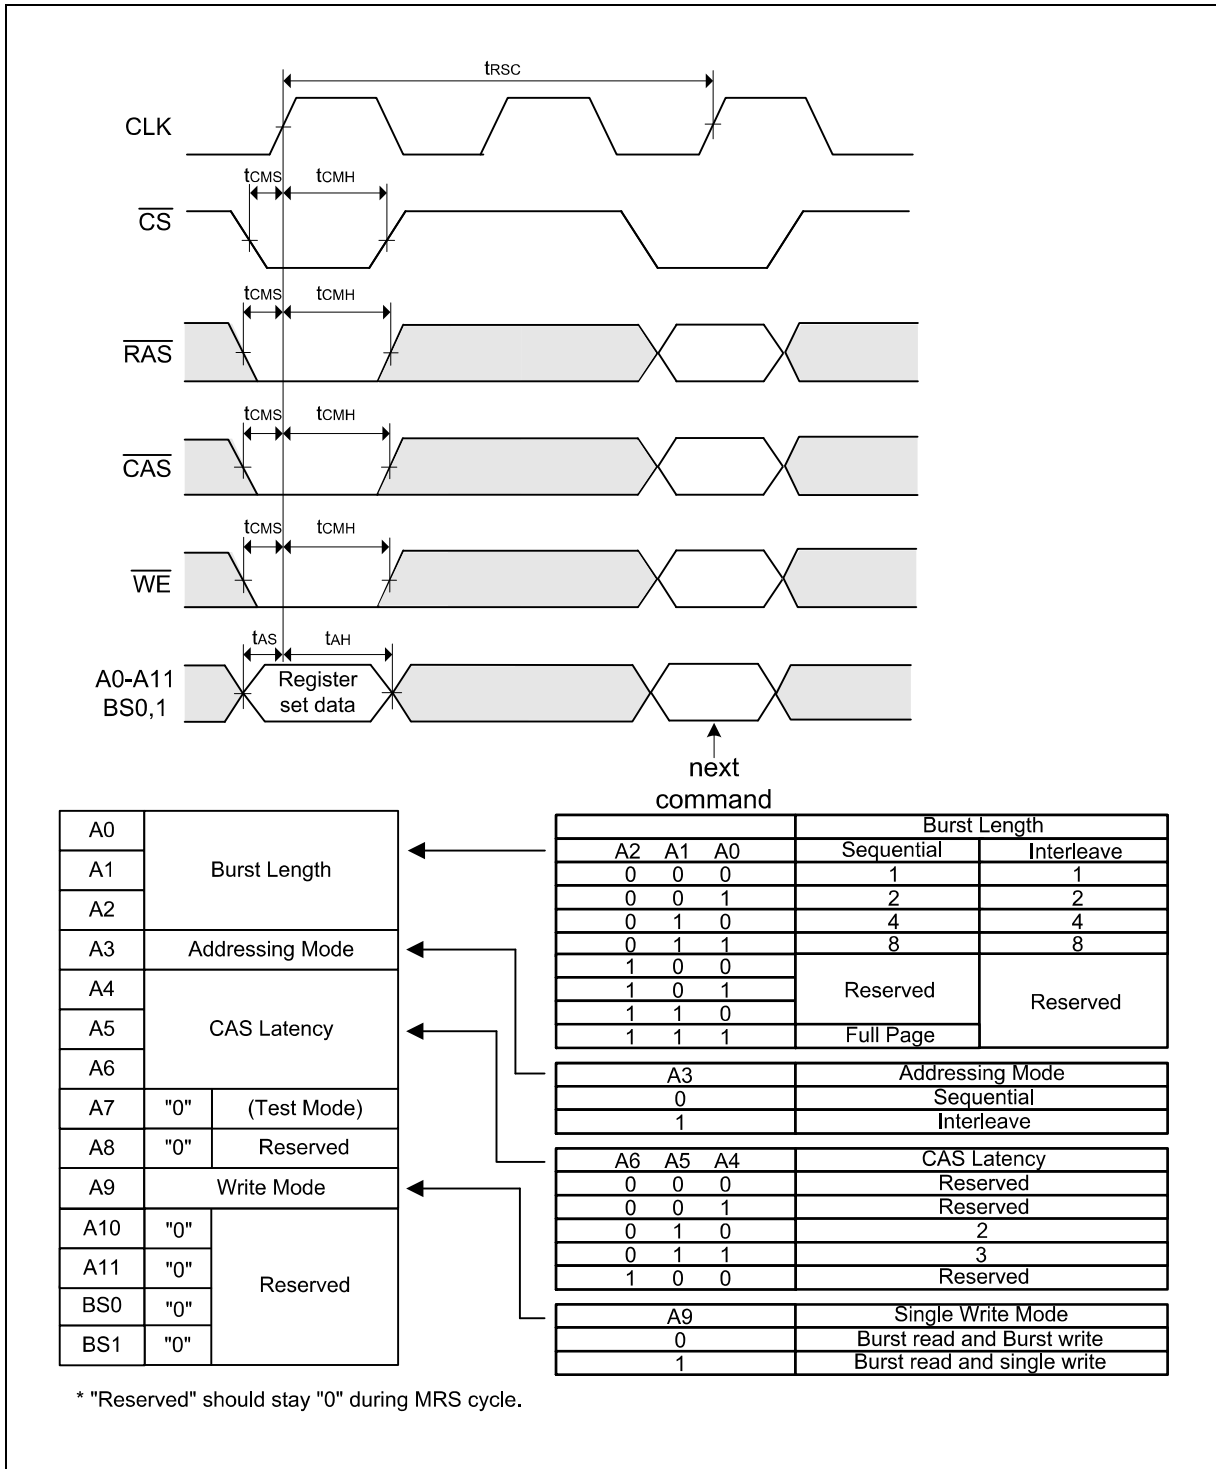 tRSC
CLK
tCMS tCMH
CS
tCMS tCMH
RAS
tCMS tCMH
CAS
tCMS tCMH
WE
tAS tAH
A0-A11
BS0,1
Register
set data
next
command
A0
A1
A2
Burst Length
A3 Addressing Mode
A4
A5
A6
CAS Latency
A7 "0" (Test Mode)
A8 "0" Reserved
A9 Write Mode
A10 "0"
A11 "0"
BS0 "0"
BS1 "0"
Reserved
Burst Length
A2 A1 A0 Sequential Interleave
0 0 0 1 1
0 0 1 2 2
0 1 0 4 4
0 1 1 8 8
1 0 0
1 0 1 Reserved Reserved
1 1 0
1 1 1 Full Page
A3 Addressing Mode
0 Sequential
1 Interleave
A6 A5 A4 CAS Latency
0 0 0 Reserved
0 0 1 Reserved
0 1 0 2
0 1 1 3
1 0 0 Reserved
A9 Single Write Mode
0 Burst read and Burst write
1 Burst read and single write
* "Reserved" should stay "0" during MRS cycle.